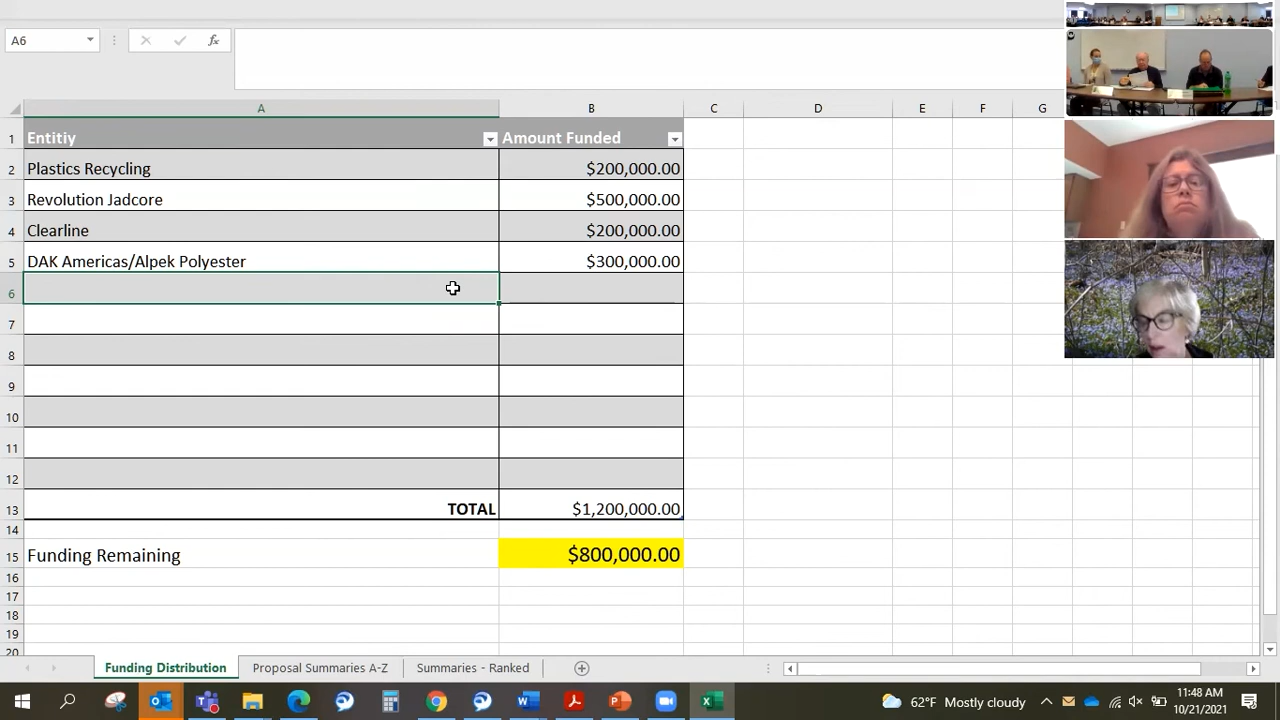 A6
fx
A B C D E F G
1 Entitiy Amount Funded
2 Plastics Recycling $200,000.00
3 Revolution Jadcore $500,000.00
4 Clearline $200,000.00
5 DAK Americas/Alpek Polyester $300,000.00
6
7
8
9
10
11
12
13 TOTAL $1,200,000.00
14
15 Funding Remaining $800,000.00
16
17
18
19
20
Funding Distribution Proposal Summaries A-Z Summaries - Ranked
62°F Mostly cloudy 11:48 AM
10/21/2021